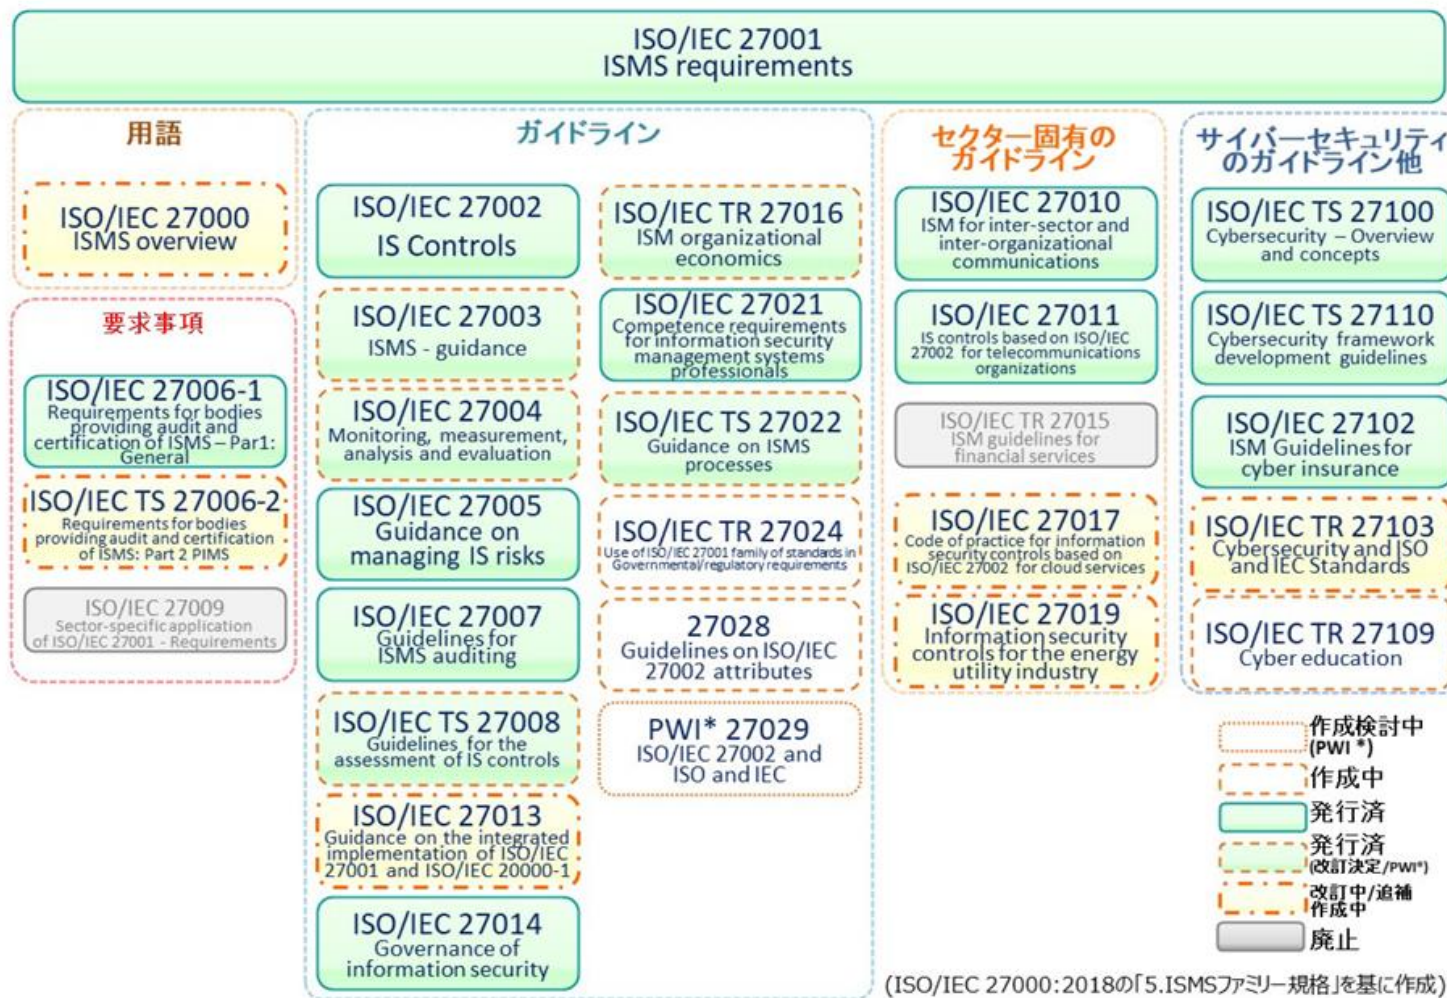 ISO/IEC 27001
ISMS requirements
用語
ISO/IEC 27000
ISMS overview
要求事項
ISO/IEC 27006-1
Requirements for bodies
providing audit and
certification of ISMS – Par1:
General
ISO/IEC TS 27006-2
Requirements for bodies
providing audit and certification
of ISMS: Part 2 PIMS
ISO/IEC 27009
Sector-specific application
of ISO/IEC 27001 - Requirements
ガイドライン
ISO/IEC 27002
IS Controls
ISO/IEC 27003
ISMS - guidance
ISO/IEC 27004
Monitoring, measurement,
analysis and evaluation
ISO/IEC 27005
Guidance on
managing IS risks
ISO/IEC 27007
Guidelines for
ISMS auditing
ISO/IEC TS 27008
Guidelines for the
assessment of IS controls
ISO/IEC 27013
Guidance on the integrated
implementation of ISO/IEC
27001 and ISO/IEC 20000-1
ISO/IEC 27014
Governance of
information security
ISO/IEC TR 27016
ISM organizational
economics
ISO/IEC 27021
Competence requirements
for information security
management systems
professionals
ISO/IEC TS 27022
Guidance on ISMS
processes
ISO/IEC TR 27024
Use of ISO/IEC 27001 family of standards in
Governmental/regulatory requirements
27028
Guidelines on ISO/IEC
27002 attributes
PWI* 27029
ISO/IEC 27002 and
ISO and IEC
セクター固有の
ガイドライン
ISO/IEC 27010
ISM for inter-sector and
inter-organizational
communications
ISO/IEC 27011
IS controls based on ISO/IEC
27002 for telecommunications
organizations
ISO/IEC TR 27015
ISM guidelines for
financial services
ISO/IEC 27017
Code of practice for information
security controls based on
ISO/IEC 27002 for cloud services
ISO/IEC 27019
Information security
controls for the energy
utility industry
サイバーセキュリティ
のガイドライン他
ISO/IEC TS 27100
Cybersecurity – Overview
and concepts
ISO/IEC TS 27110
Cybersecurity framework
development guidelines
ISO/IEC 27102
ISM Guidelines for
cyber insurance
ISO/IEC TR 27103
Cybersecurity and ISO
and IEC Standards
ISO/IEC TR 27109
Cyber education
作成検討中
(PWI *)
作成中
発行済
発行済
(改訂決定/PWI*)
改訂中/追補
作成中
廃止
(ISO/IEC 27000:2018の「5.ISMSファミリー規格」を基に作成)